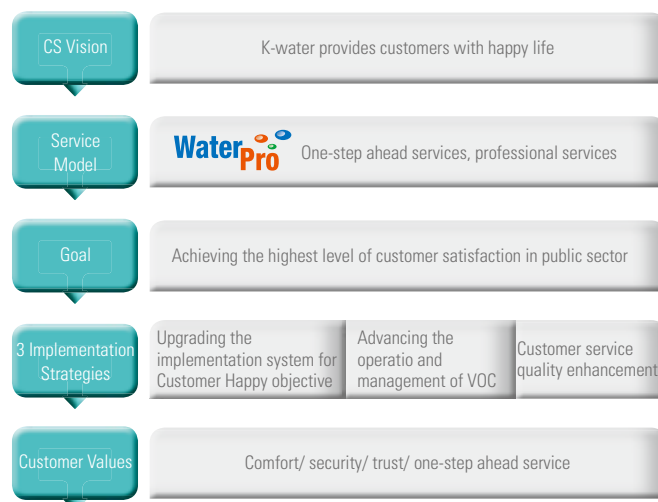 CS Vision
K-water provides customers with happy life
Service
Model
WaterPro
One-step ahead services, professional services
Goal
Achieving the highest level of customer satisfaction in public sector
3 Implementation
Strategies
Upgrading the
implementation system for
Customer Happy objective
Advancing the
operatio and
management of VOC
Customer service
quality enhancement
Customer Values
Comfort/ security/ trust/ one-step ahead service